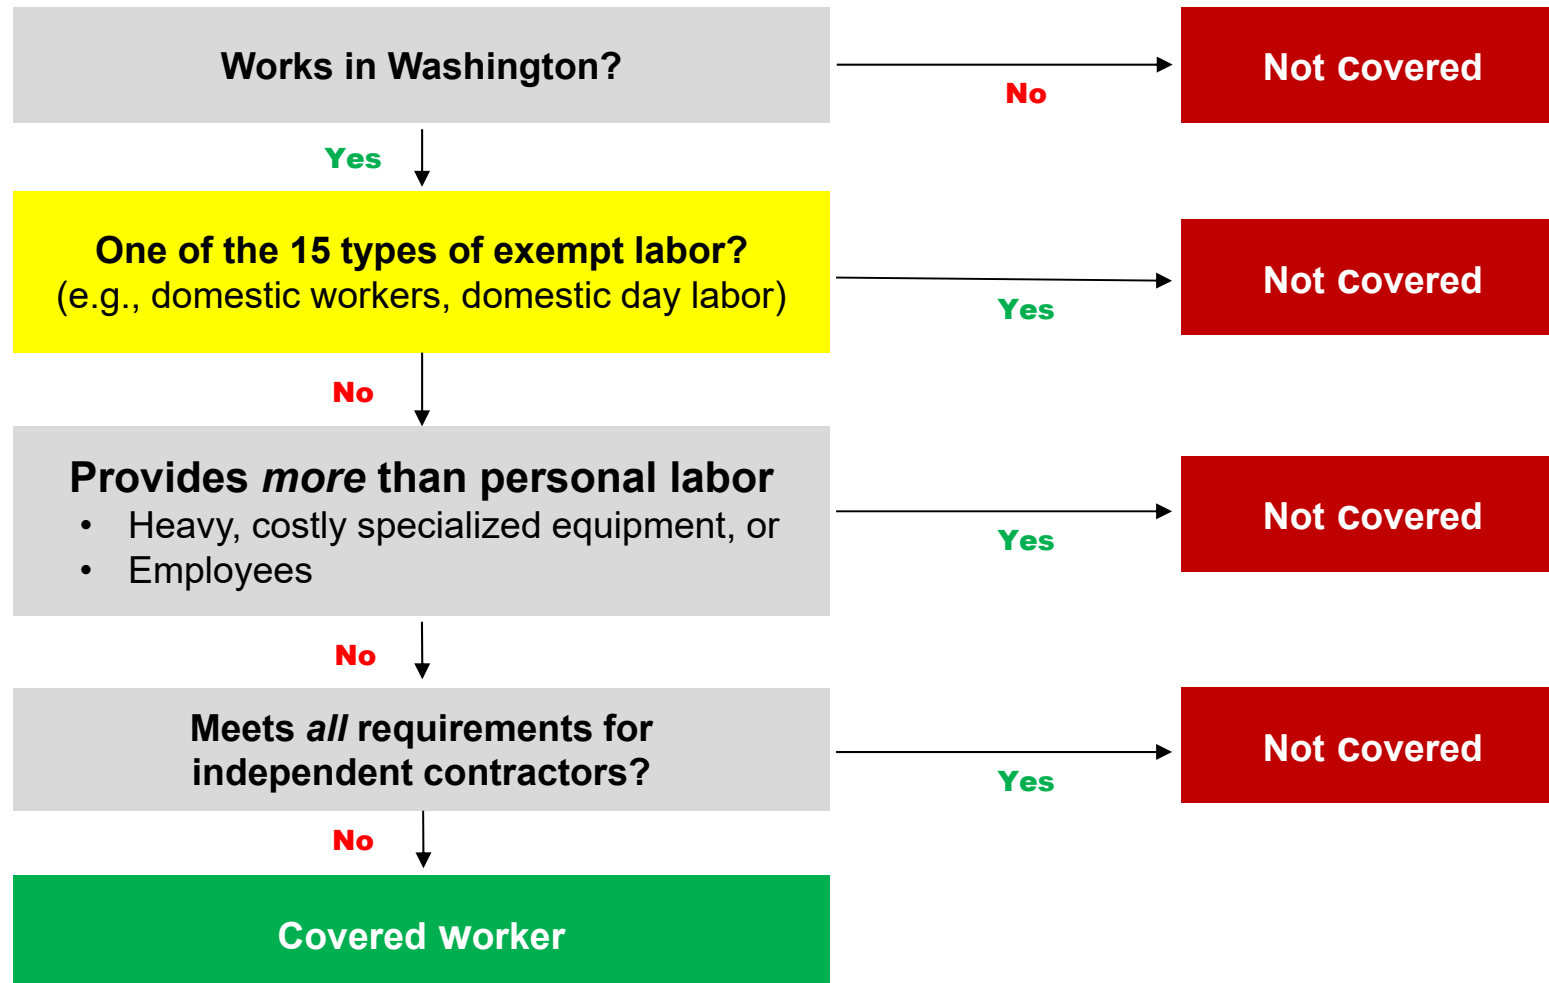 Works in Washington?
No
Not covered
Yes
One of the 15 types of exempt labor?
(e.g., domestic workers, domestic day labor)
Yes
Not covered
No
Provides more than personal labor
• Heavy, costly specialized equipment, or
• Employees
Yes
Not covered
No
Meets all requirements for
independent contractors?
Yes
Not covered
No
Covered worker